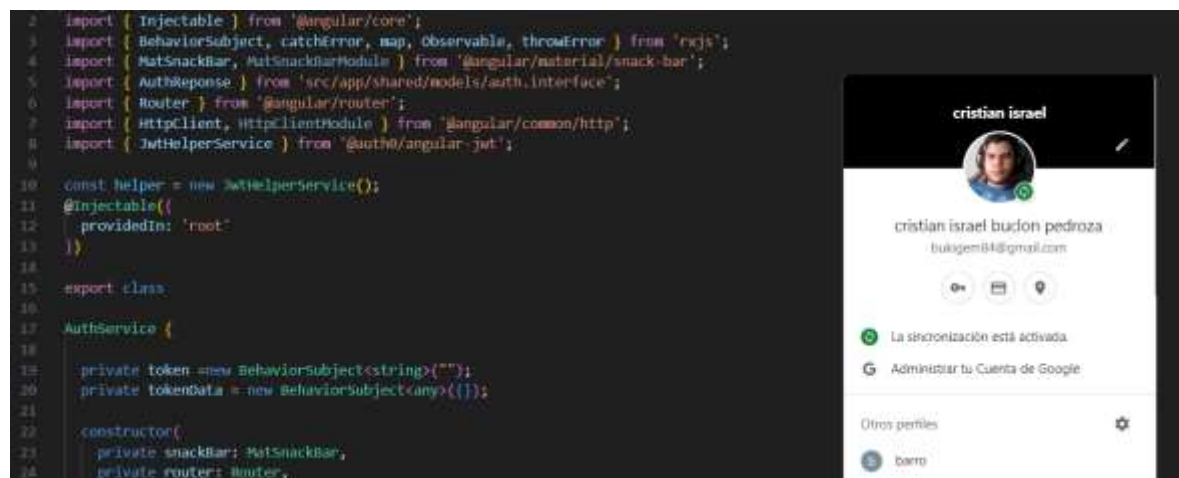 2 import { Injectable } from '@angular/core';
3 import { BehaviorSubject, catchError, map, Observable, throwError } from 'rxjs';
4 import { MatSnackBar, MatSnackBarModule } from '@angular/material/snack-bar';
5 import { AuthReponse } from 'src/app/shared/models/auth.interface';
6 import { Router } from '@angular/router';
7 import { HttpClient, HttpClientModule } from '@angular/common/http';
8 import { JwtHelperService } from '@auth0/angular-jwt';
9
10 const helper = new JwtHelperService();
11 @Injectable({
12 providedIn: 'root'
13 })
14
15 export class
16
17 AuthService {
18
19 private token =new BehaviorSubject<string>("");
20 private tokenData = new BehaviorSubject<any>({});
21
22 constructor(
23 private snackBar: MatSnackBar,
24 private router: Router,
cristian israel
cristian israel bucion pedroza
bukigem84@gmail.com
La sincronización está activada.
G Administrar tu Cuenta de Google
Otros perfiles
barro